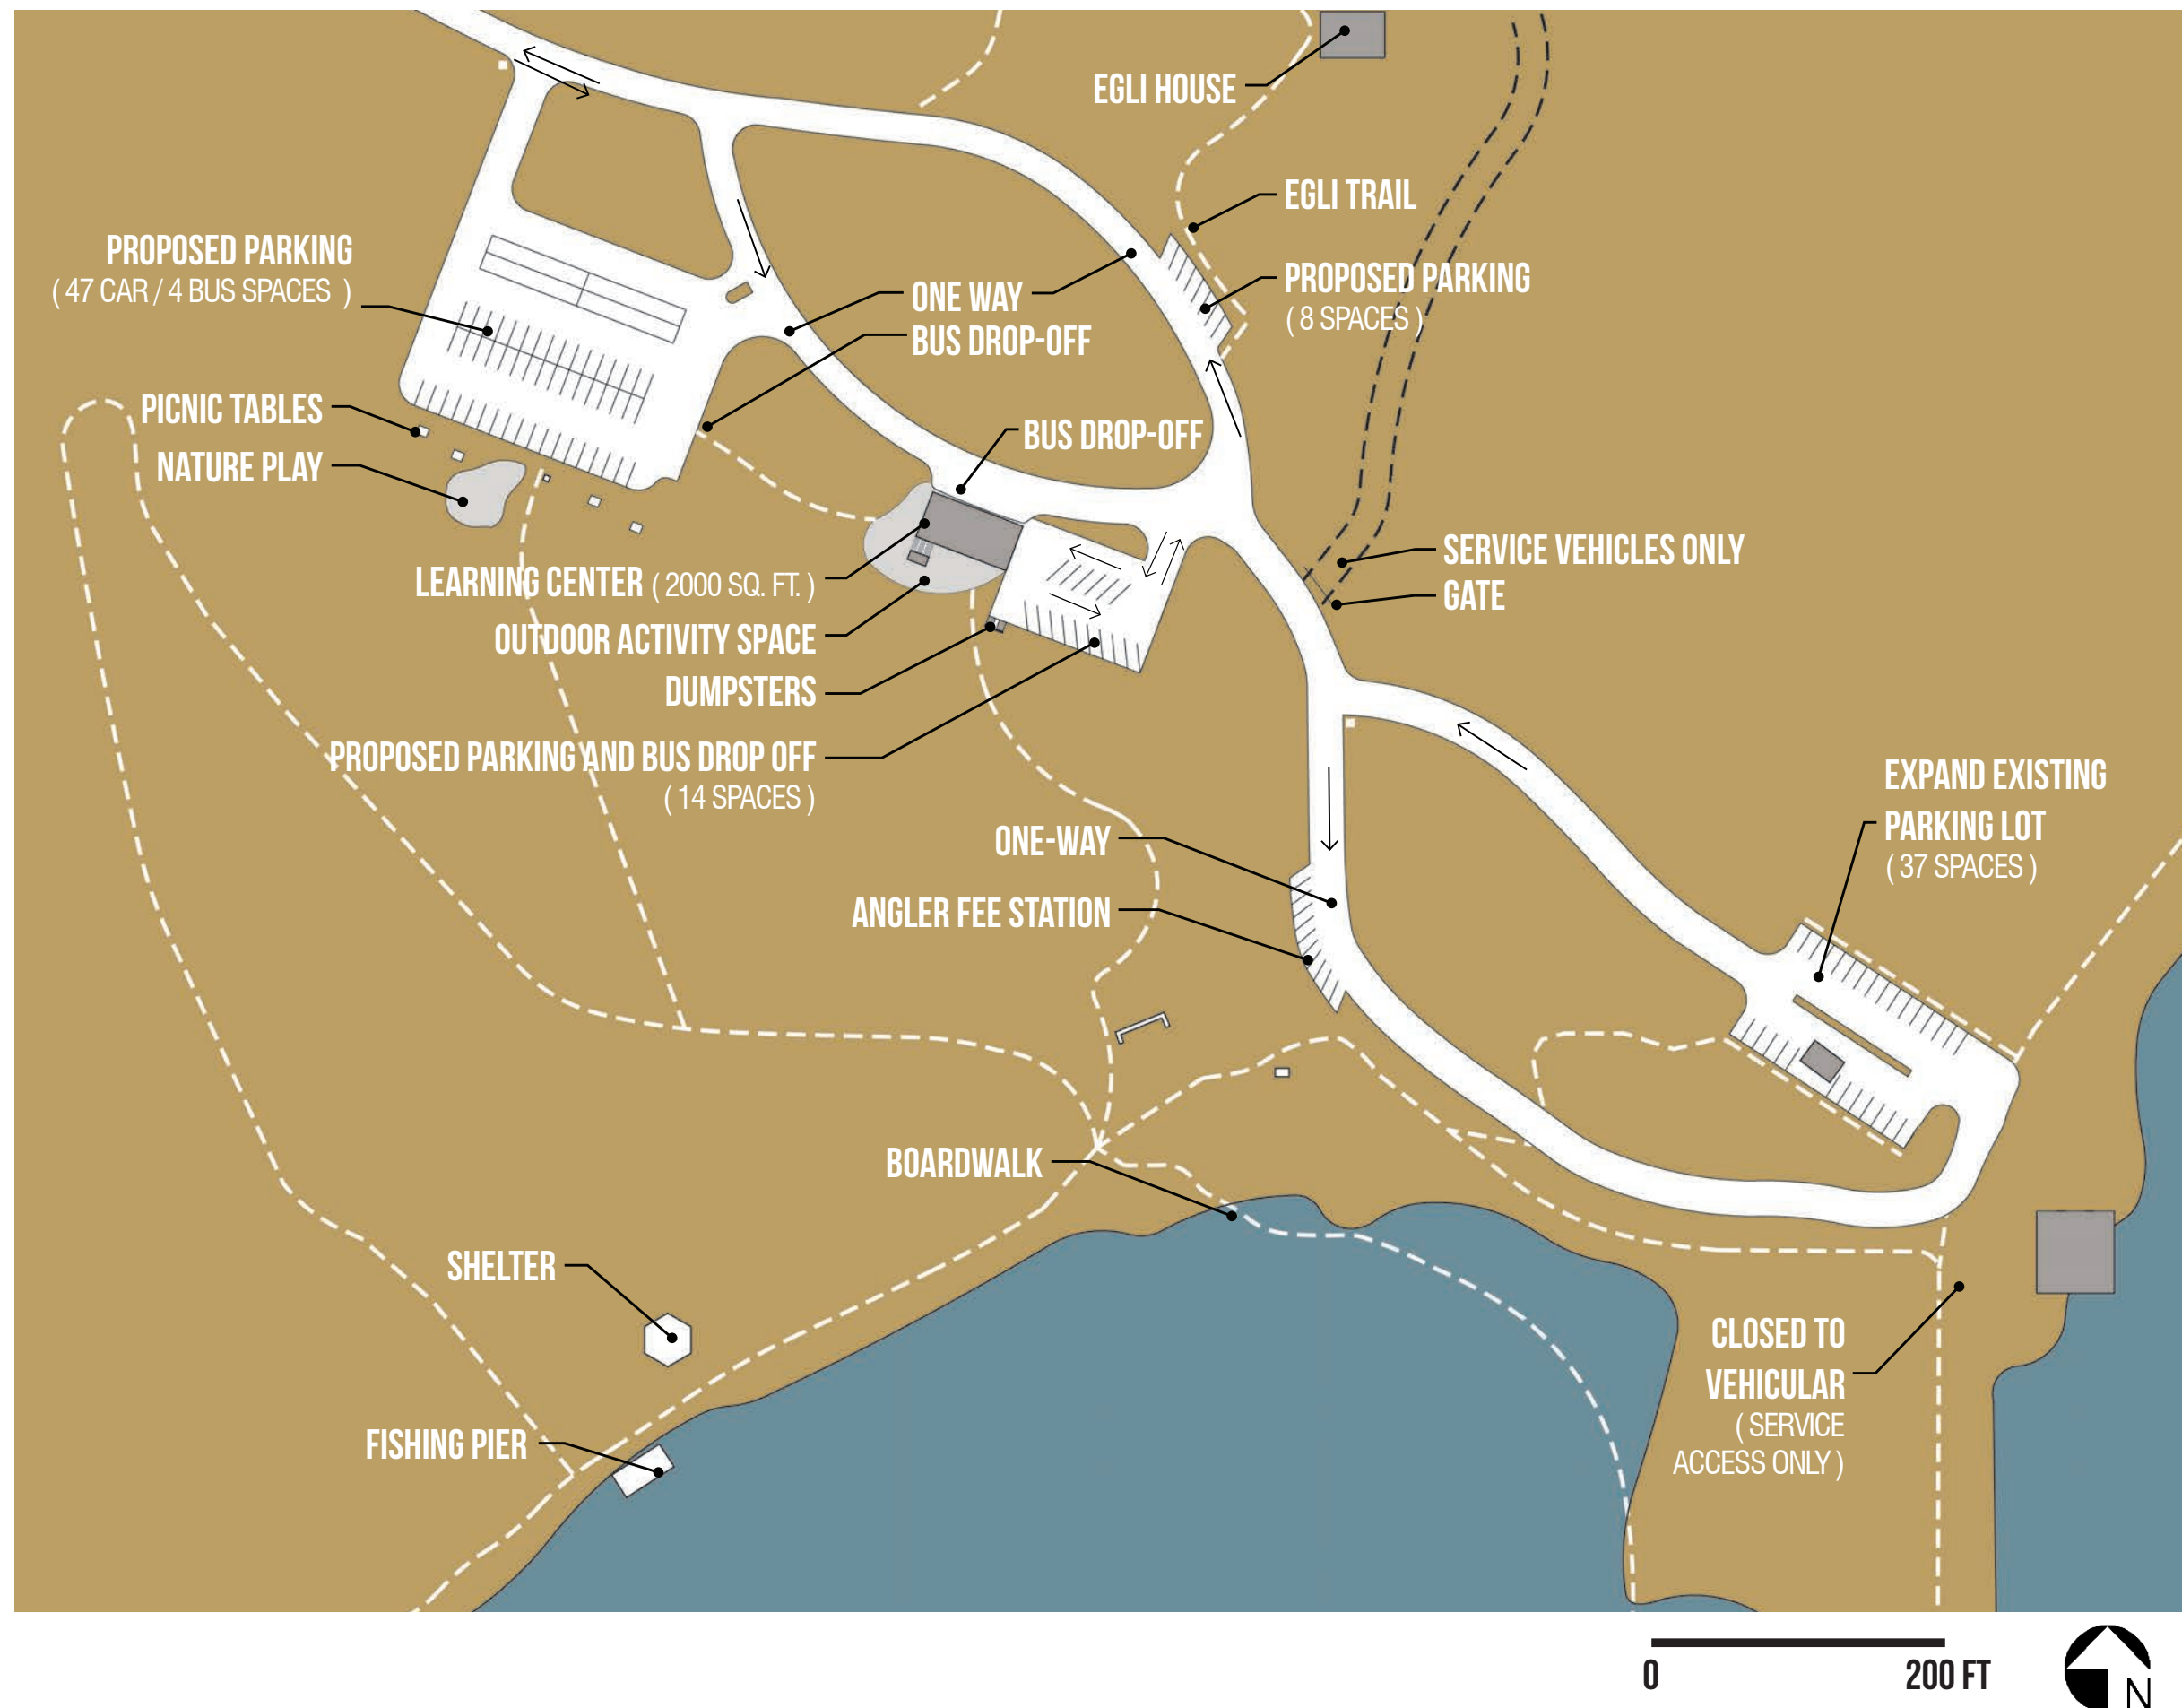 EGLI HOUSE
EGLI TRAIL
PROPOSED PARKING
( 47 CAR / 4 BUS SPACES )
PROPOSED PARKING
( 8 SPACES )
ONE WAY
BUS DROP-OFF
PICNIC TABLES
BUS DROP-OFF
NATURE PLAY
SERVICE VEHICLES ONLY
GATE
LEARNING CENTER ( 2000 SQ. FT. )
OUTDOOR ACTIVITY SPACE
DUMPSTERS
PROPOSED PARKING AND BUS DROP OFF
( 14 SPACES )
EXPAND EXISTING
PARKING LOT
( 37 SPACES )
ONE-WAY
ANGLER FEE STATION
BOARDWALK
SHELTER
CLOSED TO
VEHICULAR
( SERVICE
ACCESS ONLY )
FISHING PIER
0 200 FT
N